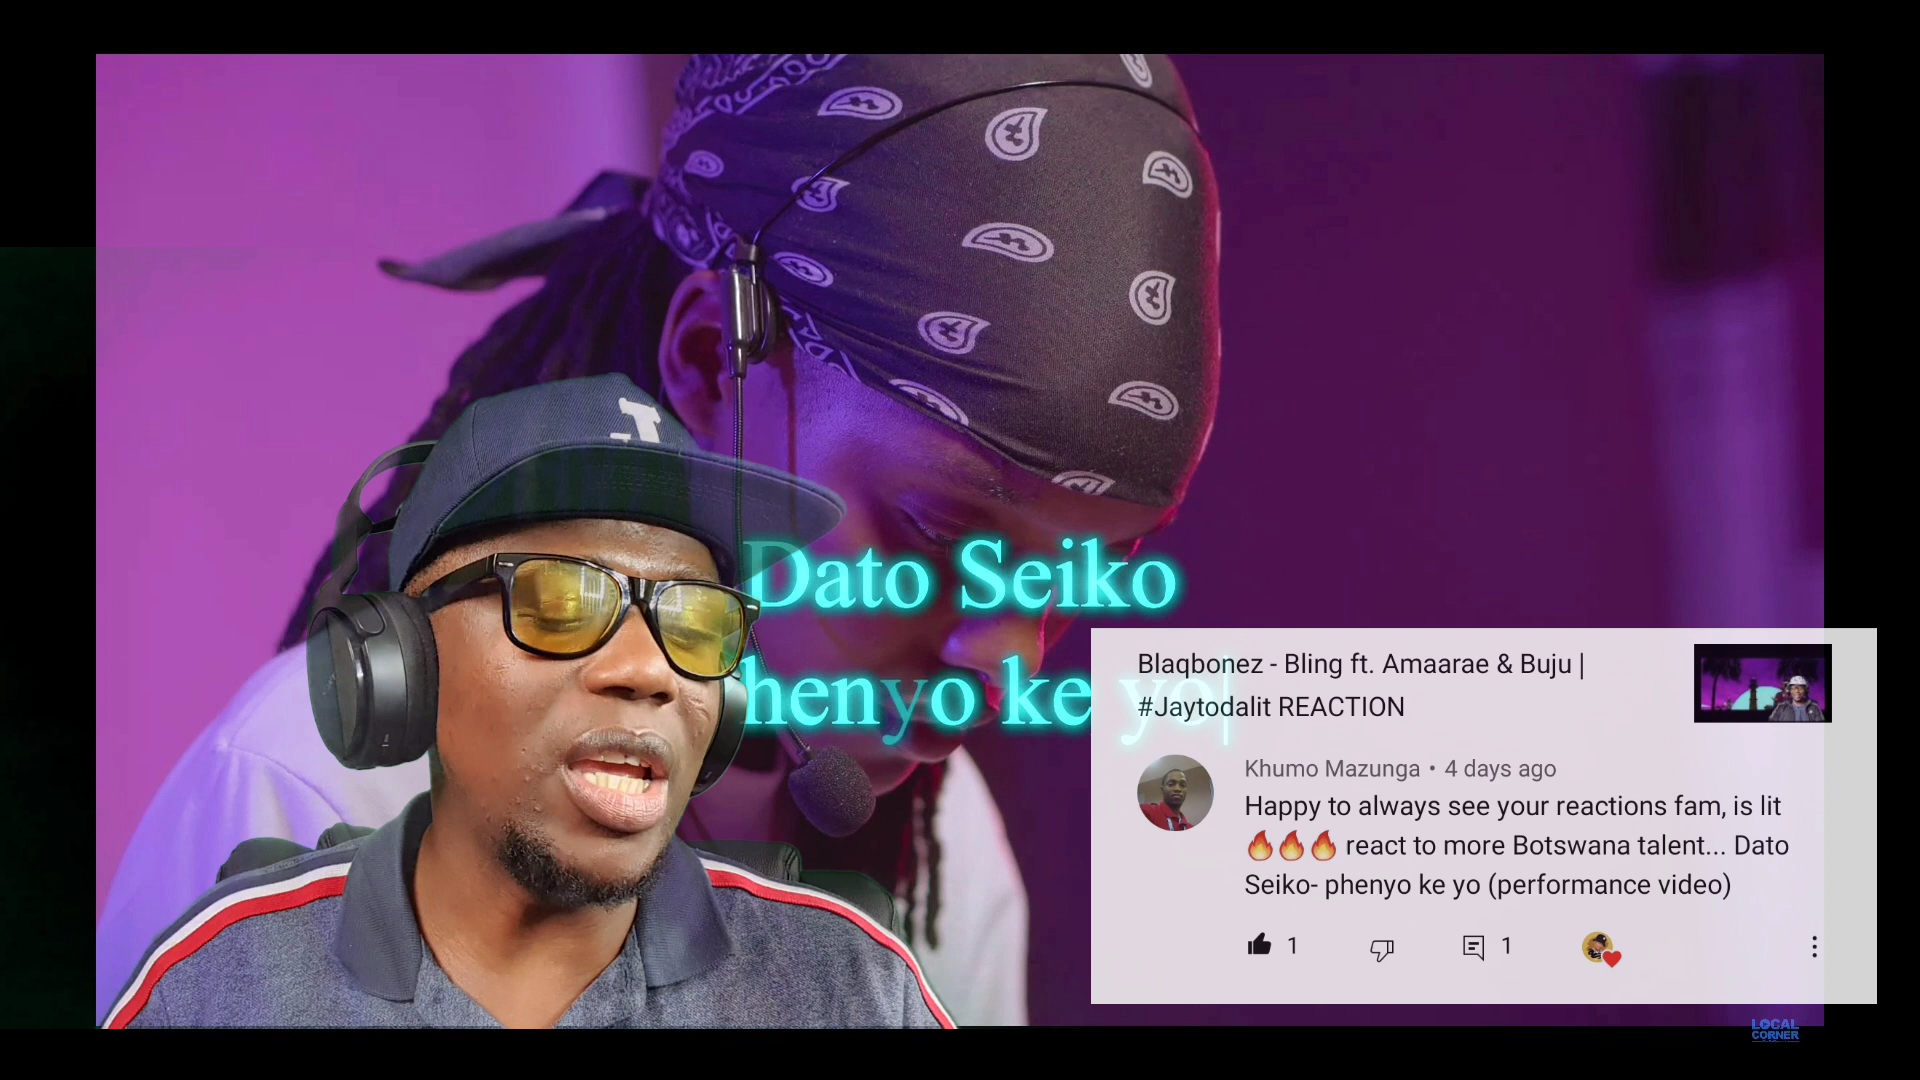 Dato Seiko
phenyo ke yo|
Blaqbonez - Bling ft. Amaarae & Buju |
#Jaytodalit REACTION
Khumo Mazunga • 4 days ago
Happy to always see your reactions fam, is lit
🔥🔥🔥 react to more Botswana talent... Dato
Seiko- phenyo ke yo (performance video)
1
1
LOCAL
CORNER